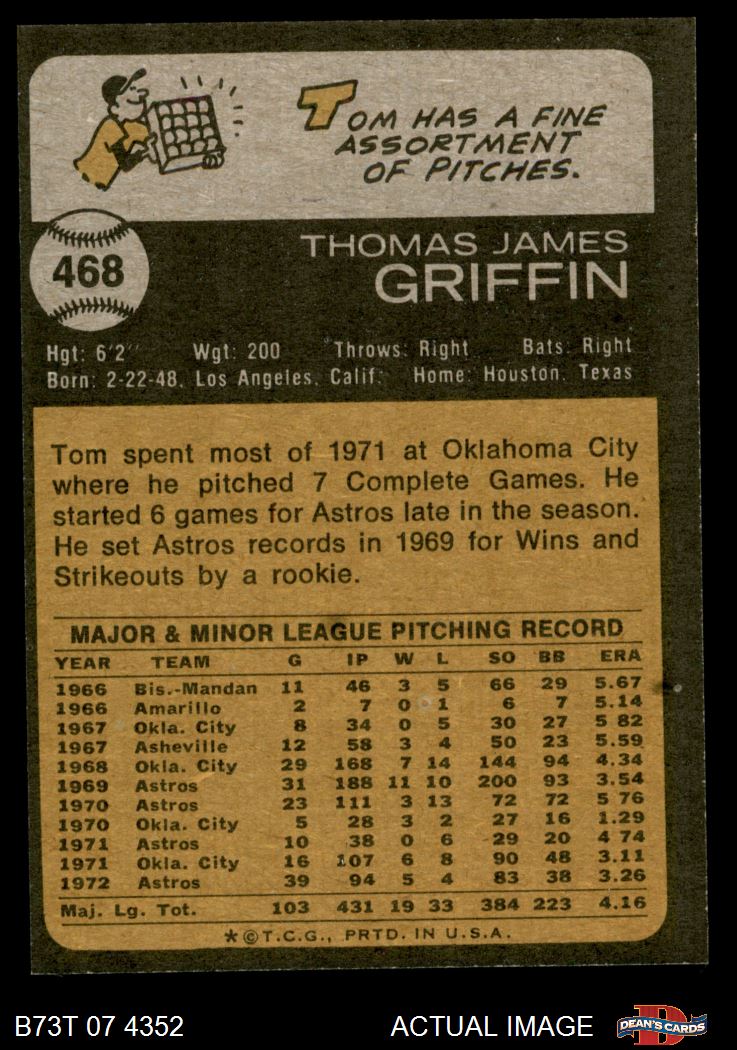 TOM HAS A FINE
ASSORTMENT
OF PITCHES.
468
THOMAS JAMES
GRIFFIN
Hgt: 6'2" Wgt: 200 Throws: Right Bats: Right
Born: 2-22-48, Los Angeles, Calif. Home: Houston, Texas
Tom spent most of 1971 at Oklahoma City
where he pitched 7 Complete Games. He
started 6 games for Astros late in the season.
He set Astros records in 1969 for Wins and
Strikeouts by a rookie.
MAJOR & MINOR LEAGUE PITCHING RECORD
YEAR TEAM G IP W L SO BB ERA
1966 Bis.-Mandan 11 46 3 5 66 29 5.67
1966 Amarillo 2 7 0 1 6 7 5.14
1967 Okla. City 8 34 0 5 30 27 5 82
1967 Asheville 12 58 3 4 50 23 5.59
1968 Okla. City 29 168 7 14 144 94 4.34
1969 Astros 31 188 11 10 200 93 3.54
1970 Astros 23 111 3 13 72 72 5 76
1970 Okla. City 5 28 3 2 27 16 1.29
1971 Astros 10 38 0 6 29 20 4 74
1971 Okla. City 16 107 6 8 90 48 3.11
1972 Astros 39 94 5 4 83 38 3.26
Maj. Lg. Tot. 103 431 19 33 384 223 4.16
*©T.C.G., PRTD. IN U.S.A.
B73T 07 4352 ACTUAL IMAGE D DEAN'S CARDS